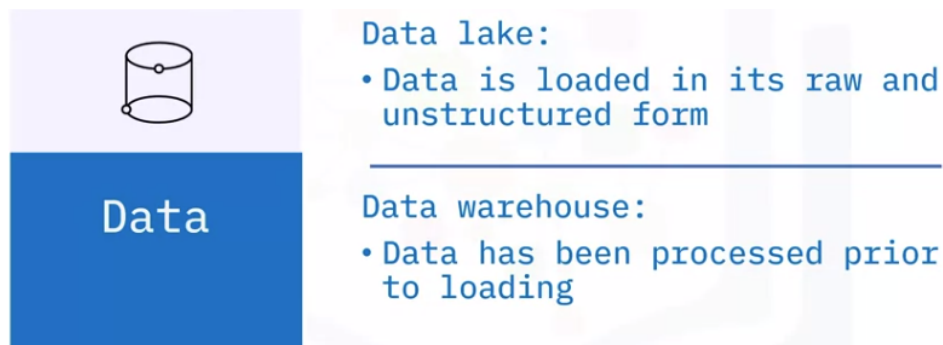 Data
Data lake:
• Data is loaded in its raw and
unstructured form
Data warehouse:
• Data has been processed prior
to loading